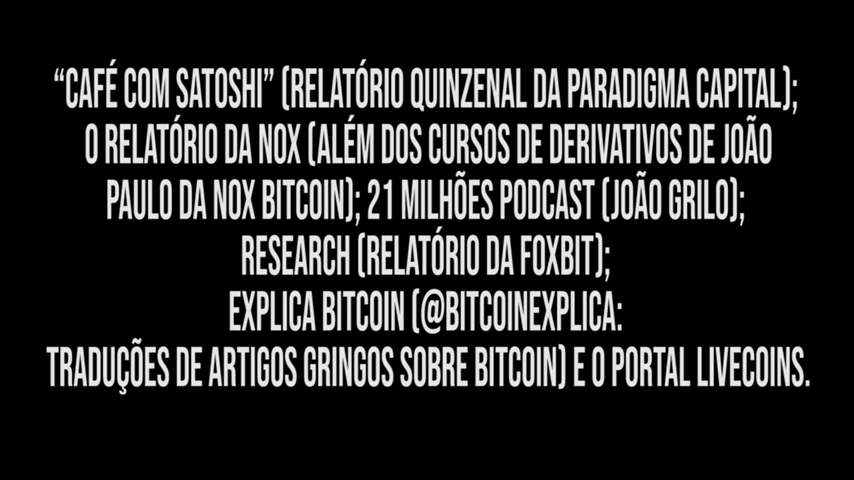 “CAFÉ COM SATOSHI” (RELATÓRIO QUINZENAL DA PARADIGMA CAPITAL);
O RELATÓRIO DA NOX (ALÉM DOS CURSOS DE DERIVATIVOS DE JOÃO
PAULO DA NOX BITCOIN); 21 MILHÕES PODCAST (JOÃO GRILO);
RESEARCH (RELATÓRIO DA FOXBIT);
EXPLICA BITCOIN (@BITCOINEXPLICA:
TRADUÇÕES DE ARTIGOS GRINGOS SOBRE BITCOIN) E O PORTAL LIVECOINS.